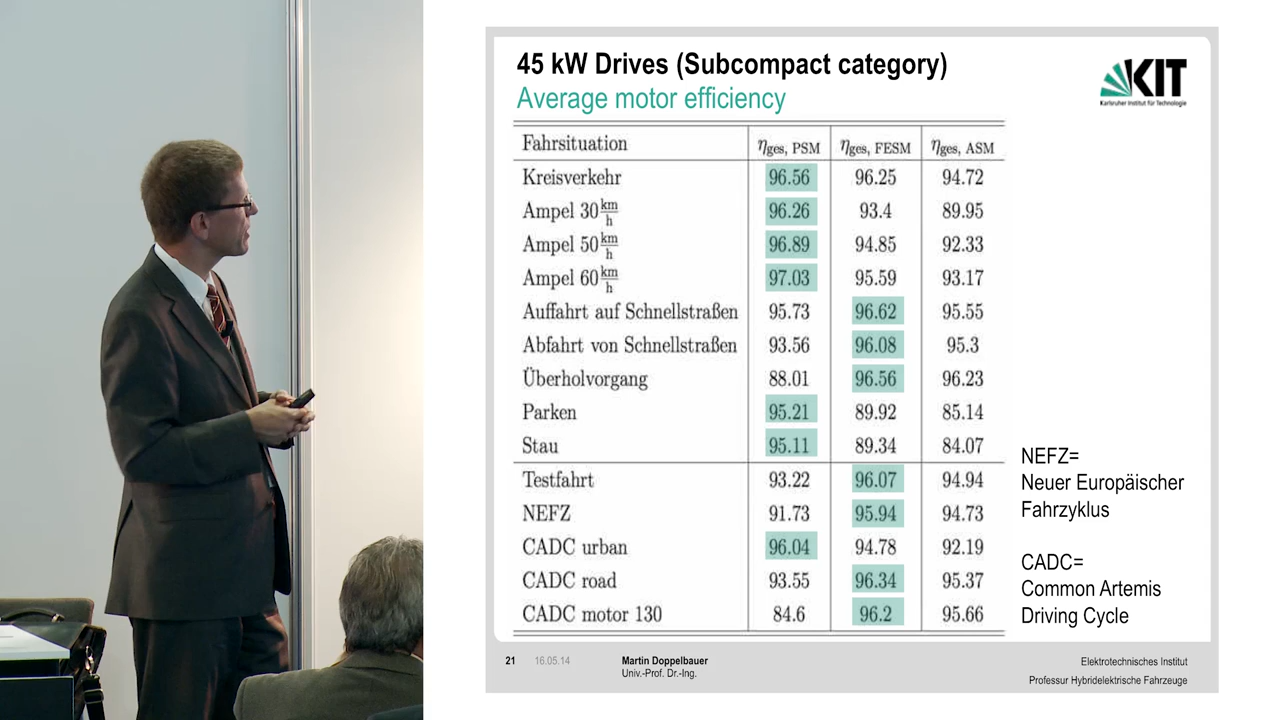 45 kW Drives (Subcompact category)
Average motor efficiency
KIT
Karlsruher Institut für Technologie
Fahrsituation ηges, PSM ηges, FESM ηges, ASM
Kreisverkehr 96.56 96.25 94.72
Ampel 30 km/h 96.26 93.4 89.95
Ampel 50 km/h 96.89 94.85 92.33
Ampel 60 km/h 97.03 95.59 93.17
Auffahrt auf Schnellstraßen 95.73 96.62 95.55
Abfahrt von Schnellstraßen 93.56 96.08 95.3
Überholvorgang 88.01 96.56 96.23
Parken 95.21 89.92 85.14
Stau 95.11 89.34 84.07
Testfahrt 93.22 96.07 94.94
NEFZ 91.73 95.94 94.73
CADC urban 96.04 94.78 92.19
CADC road 93.55 96.34 95.37
CADC motor 130 84.6 96.2 95.66
NEFZ=
Neuer Europäischer
Fahrzyklus
CADC=
Common Artemis
Driving Cycle
21 16.05.14 Martin Doppelbauer
Univ.-Prof. Dr.-Ing.
Elektrotechnisches Institut
Professur Hybridelektrische Fahrzeuge